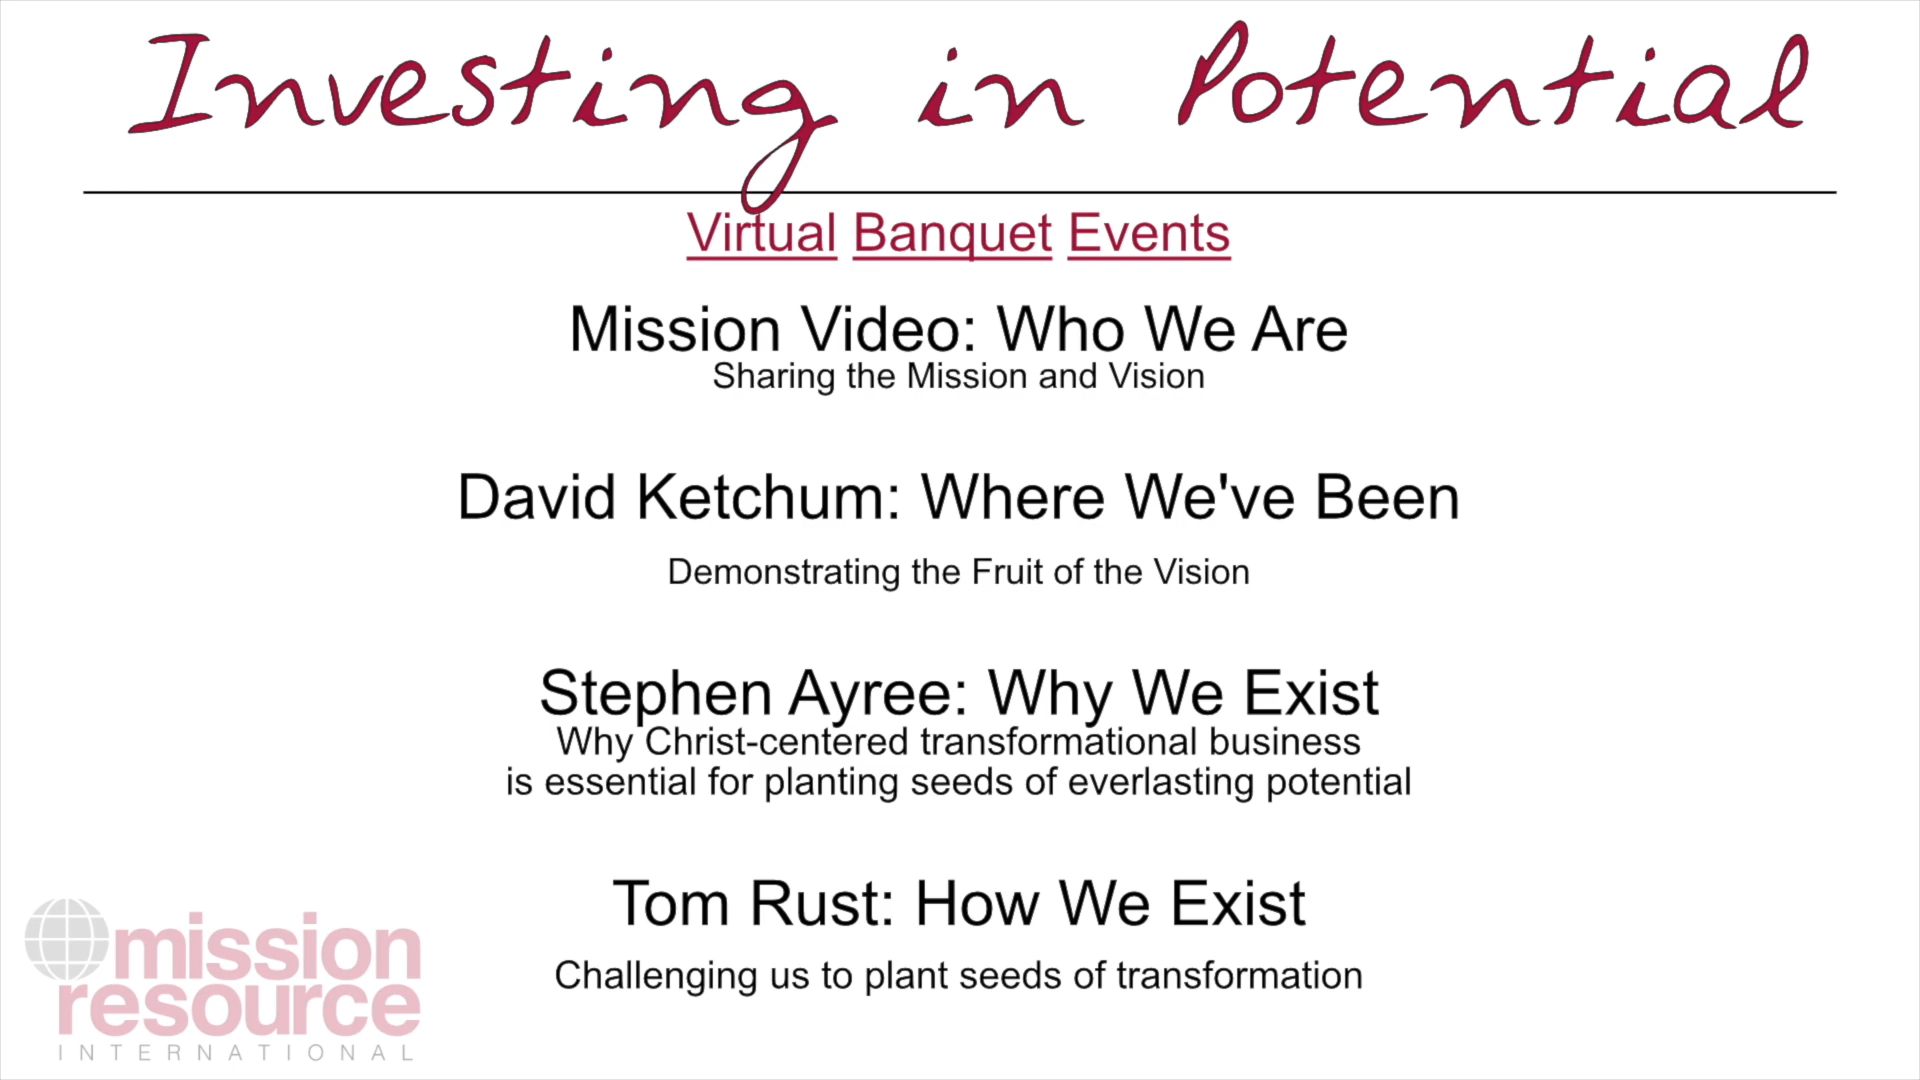 Investing in Potential
Virtual Banquet Events
Mission Video: Who We Are
Sharing the Mission and Vision
David Ketchum: Where We've Been
Demonstrating the Fruit of the Vision
Stephen Ayree: Why We Exist
Why Christ-centered transformational business
is essential for planting seeds of everlasting potential
Tom Rust: How We Exist
Challenging us to plant seeds of transformation
mission
resource
INTERNATIONAL